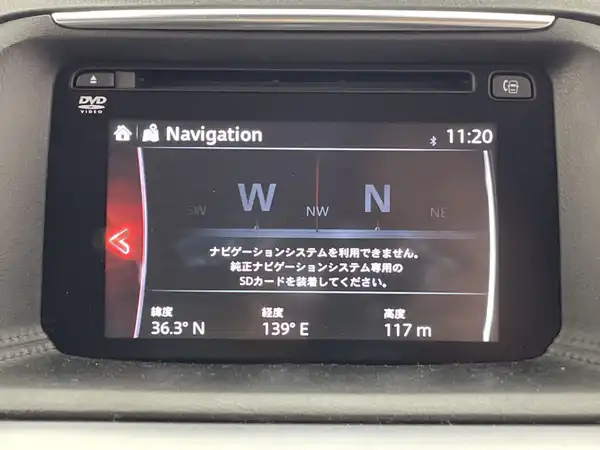 DVD
VIDEO
Navigation
11:20
SW W NW N NE
ナビゲーションシステムを利用できません。
純正ナビゲーションシステム専用の
SDカードを装着してください。
緯度 経度 高度
36.3° N 139° E 117 m